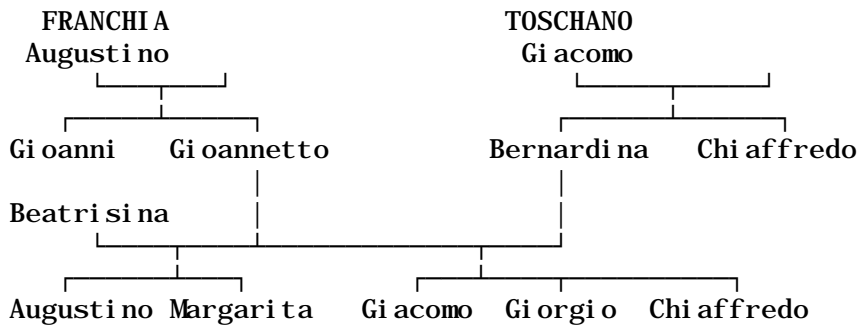 FRANCHIA TOSCHANO
Augustino Giacomo
Gioanni Gioannetto Bernardina Chiaffredo
Beatrisina
Augustino Margarita Giacomo Giorgio Chiaffredo